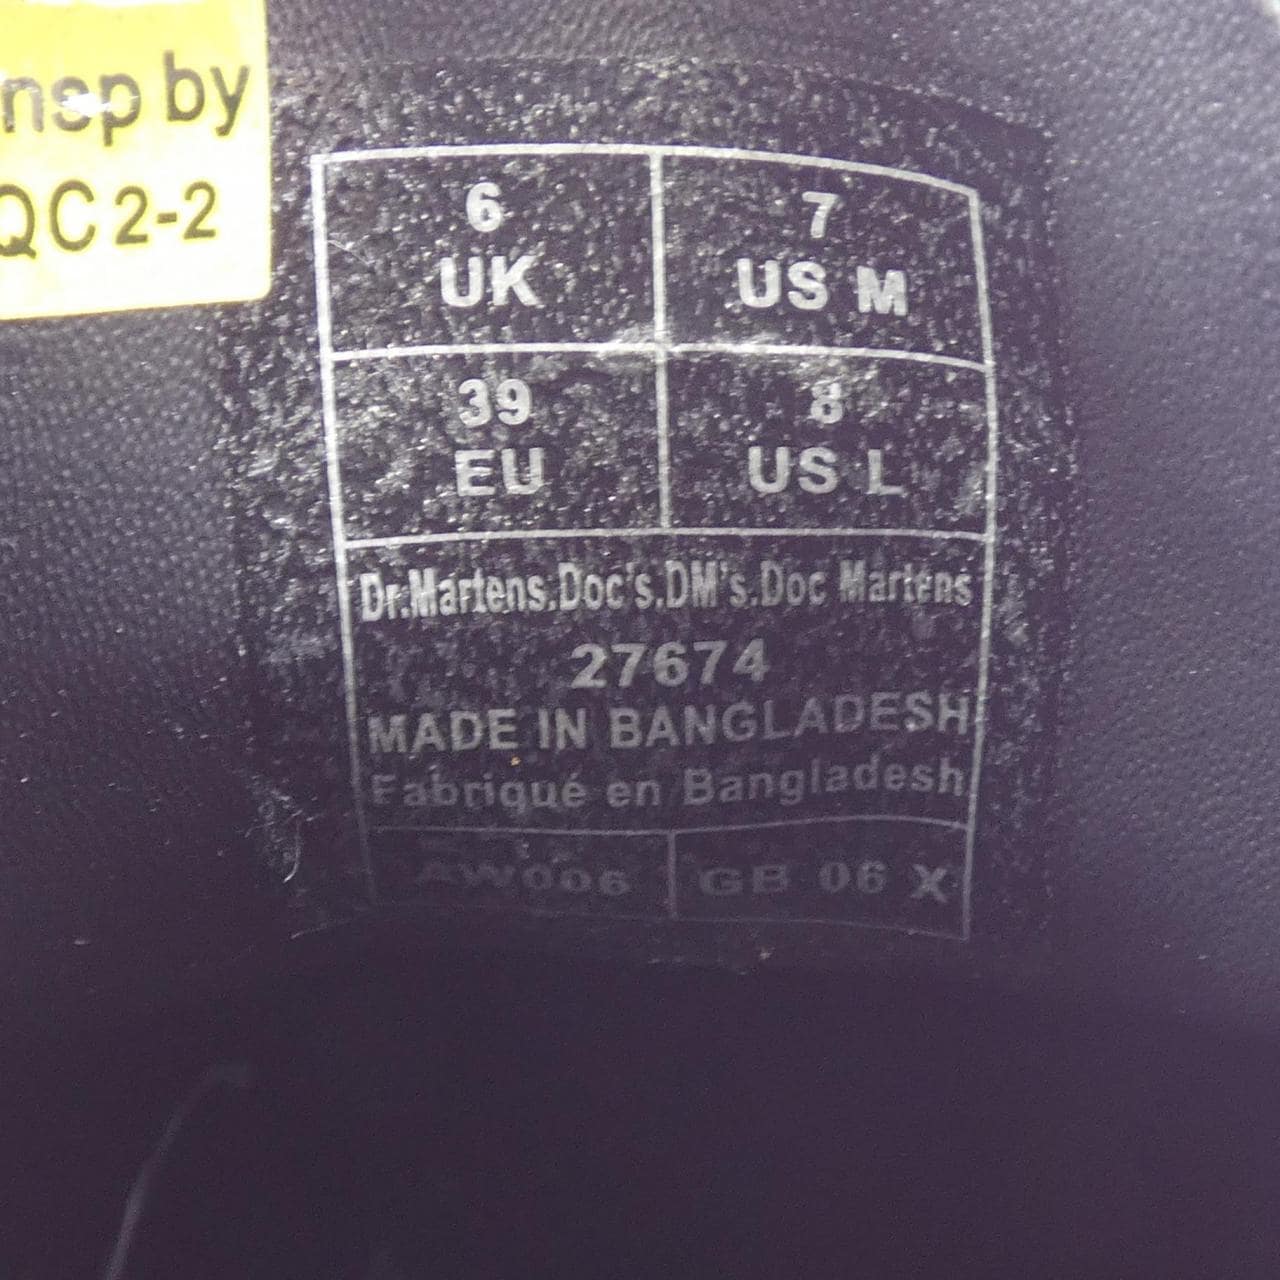 nsp by
QC 2-2
6
UK
7
US M
39
EU
8
US L
Dr.Martens.Doc's.DM's.Doc Martens
27674
MADE IN BANGLADESH
Fabriqué en Bangladesh
AW006
GB 06 X